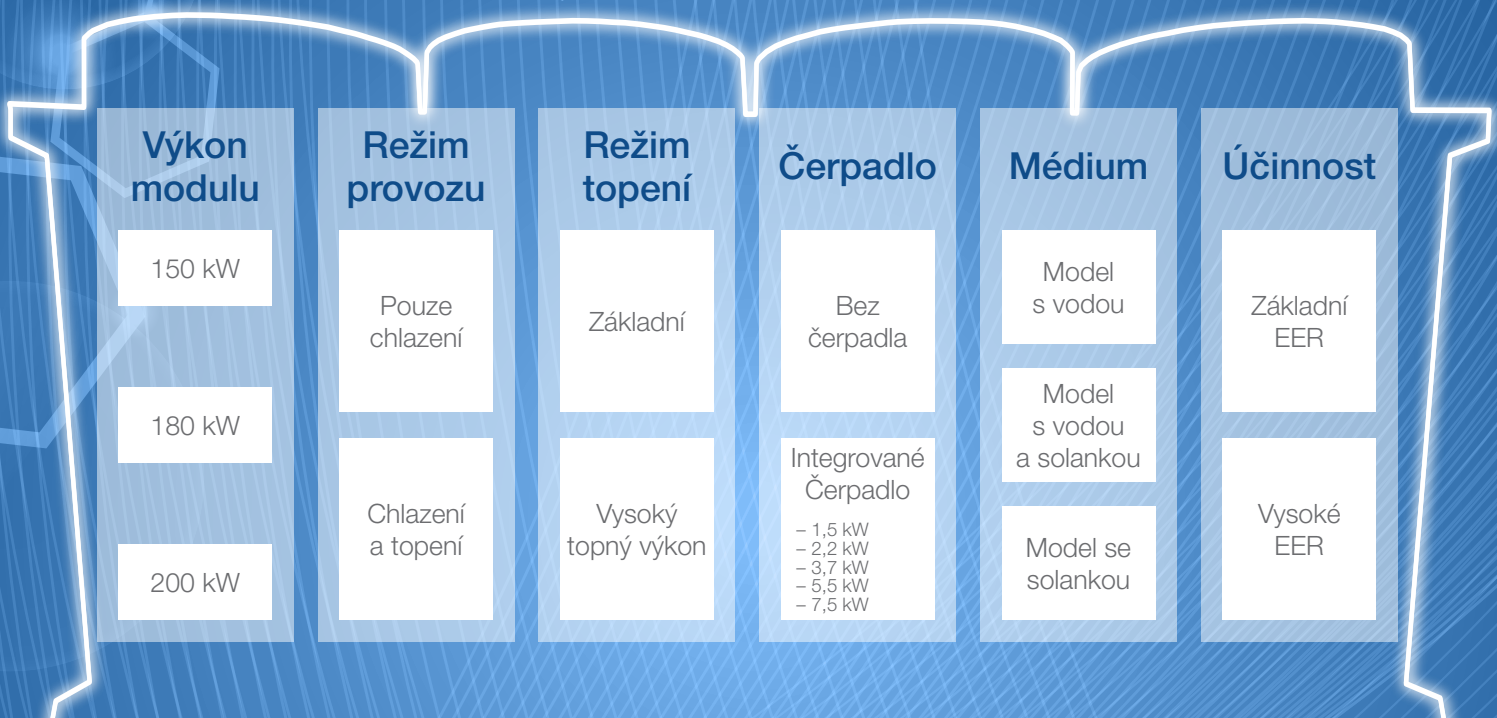 Výkon
modulu
150 kW
180 kW
200 kW
Režim
provozu
Pouze
chlazení
Chlazení
a topení
Režim
topení
Základní
Vysoký
topný výkon
Čerpadlo
Bez
čerpadla
Integrované
Čerpadlo
– 1,5 kW
– 2,2 kW
– 3,7 kW
– 5,5 kW
– 7,5 kW
Médium
Model
s vodou
Model
s vodou
a solankou
Model se
solankou
Účinnost
Základní
EER
Vysoké
EER